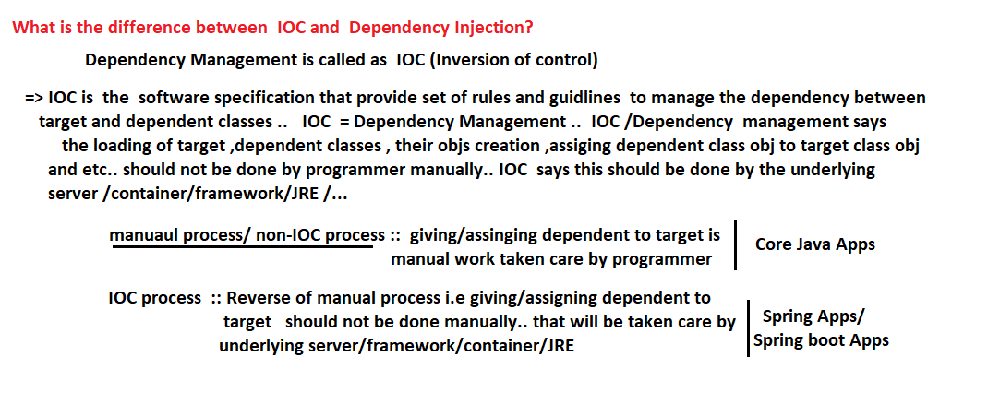 What is the difference between IOC and Dependency Injection?
Dependency Management is called as IOC (Inversion of control)
=> IOC is the software specification that provide set of rules and guidlines to manage the dependency between
target and dependent classes .. IOC = Dependency Management .. IOC /Dependency management says
the loading of target ,dependent classes , their objs creation ,assiging dependent class obj to target class obj
and etc.. should not be done by programmer manually.. IOC says this should be done by the underlying
server /container/framework/JRE /...
manuaul process/ non-IOC process :: giving/assinging dependent to target is
manual work taken care by programmer
Core Java Apps
IOC process :: Reverse of manual process i.e giving/assigning dependent to
target should not be done manually.. that will be taken care by
underlying server/framework/container/JRE
Spring Apps/
Spring boot Apps